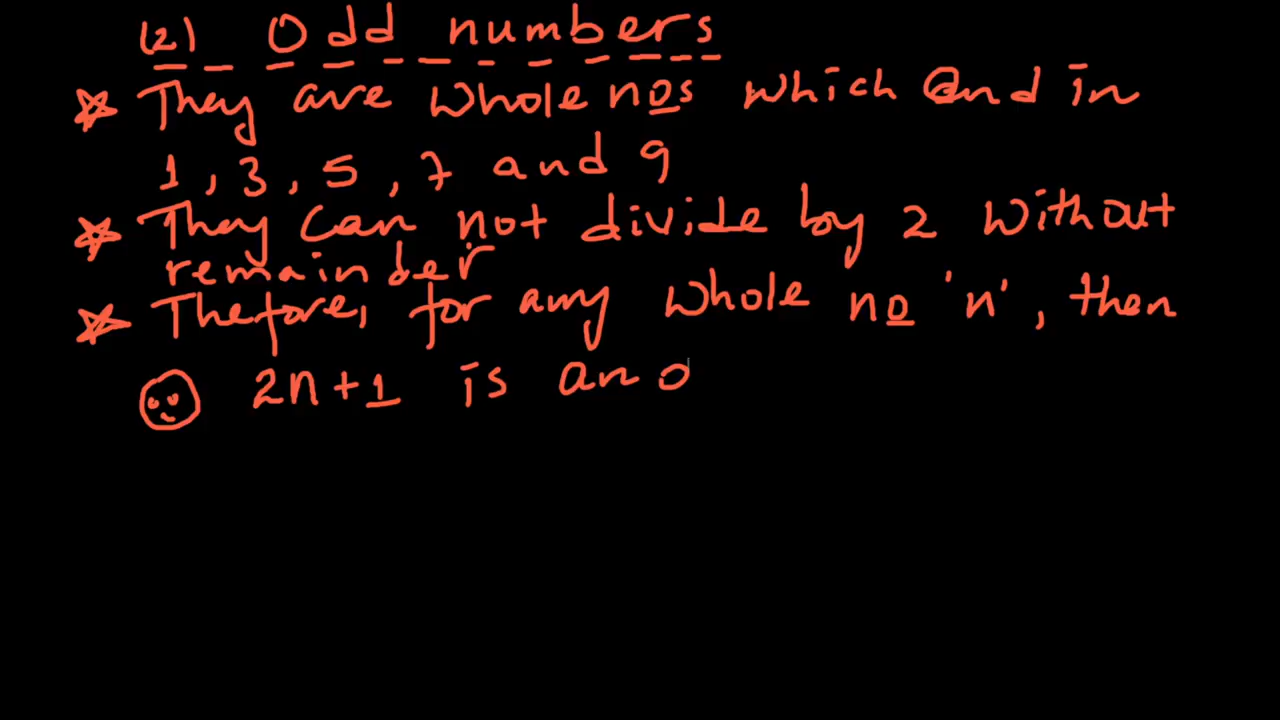 (2) Odd numbers
They are whole nos which end in
1, 3, 5, 7 and 9
They can not divide by 2 without
remainder
Therefore, for any whole no 'n', then
2n+1 is an o